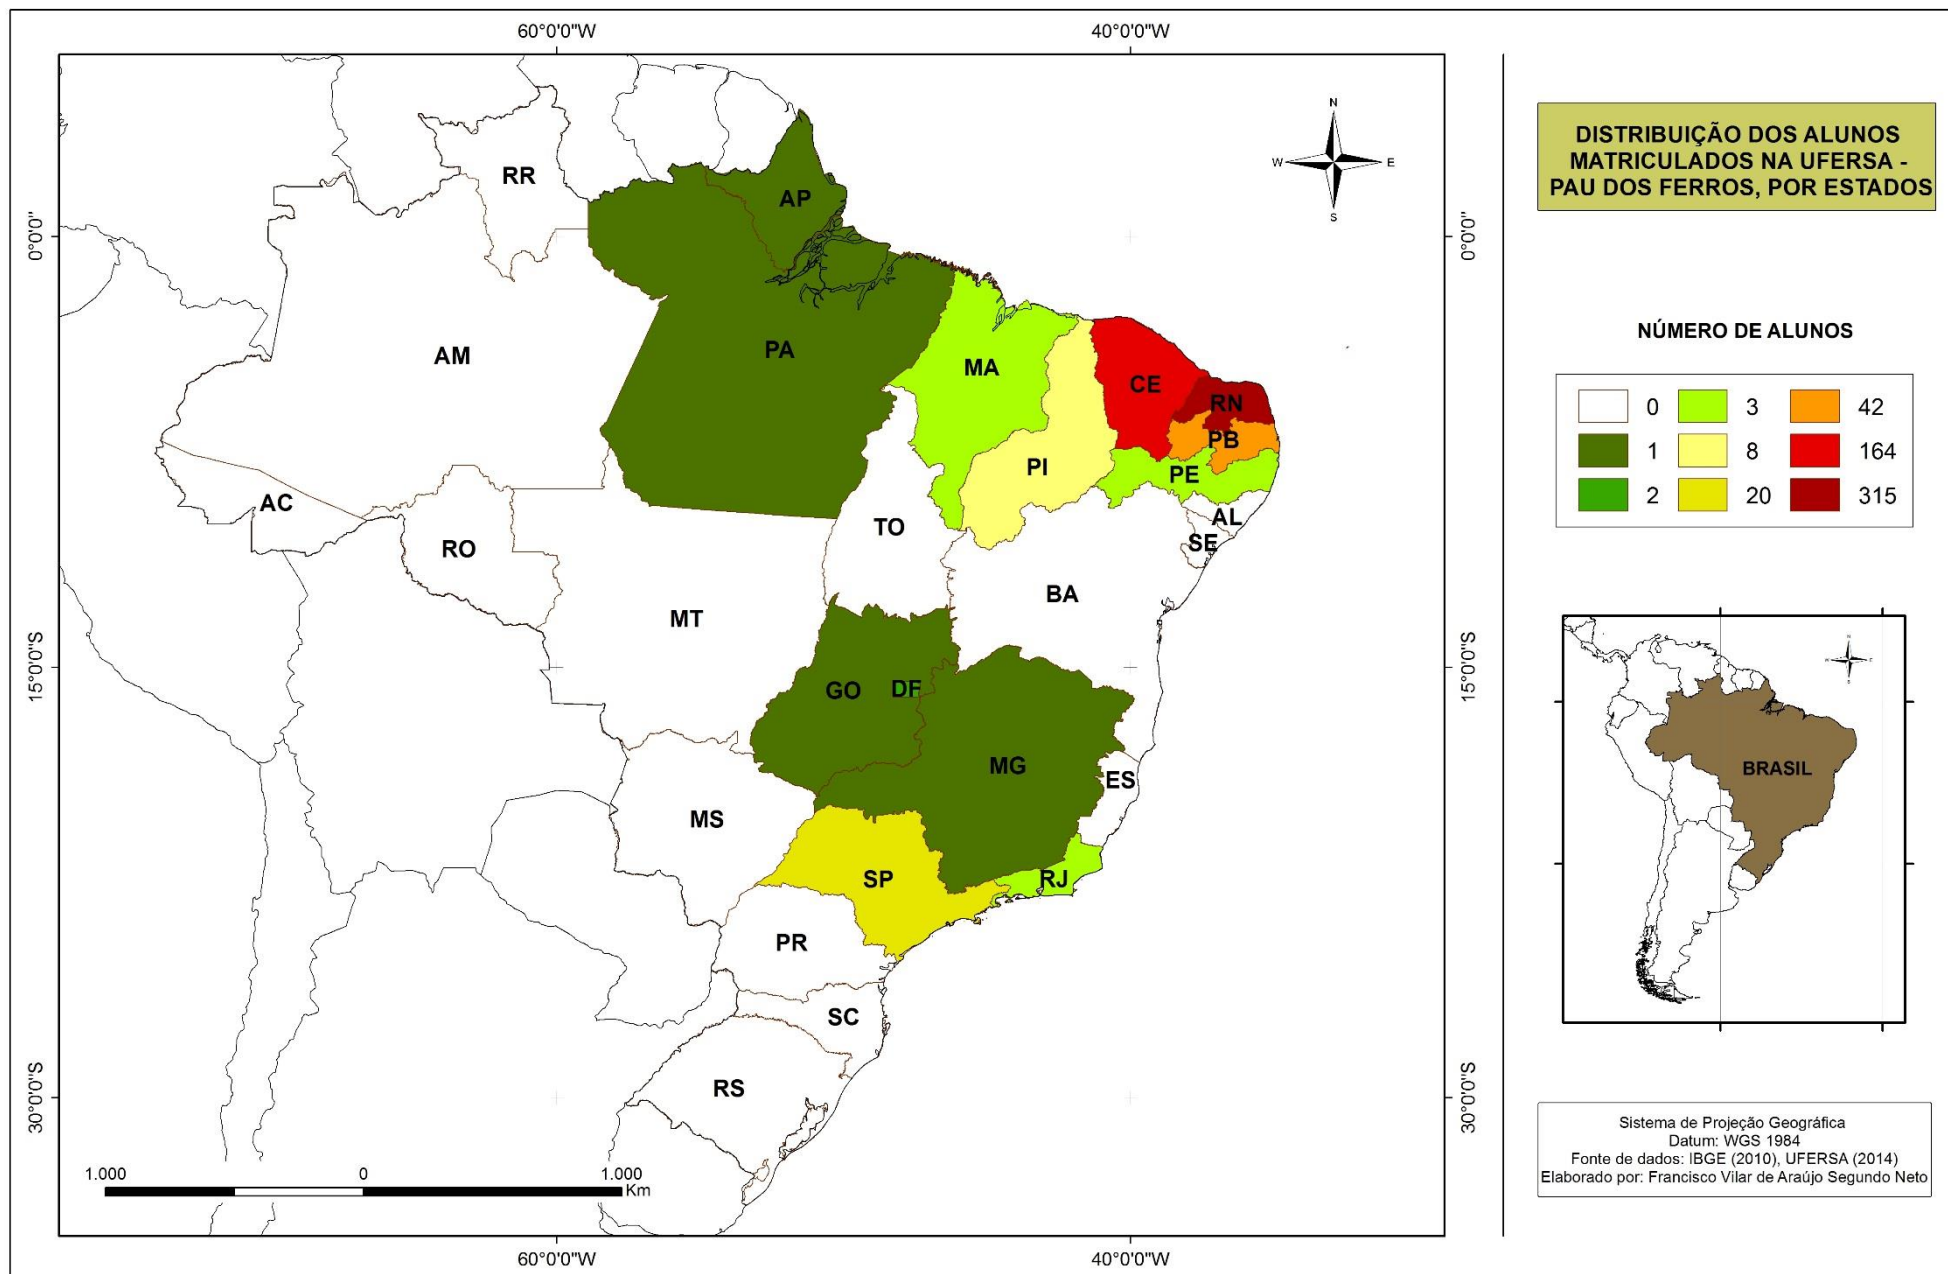 60°0'0"W
40°0'0"W
N
W
E
S
DISTRIBUIÇÃO DOS ALUNOS
MATRICULADOS NA UFERSA -
PAU DOS FERROS, POR ESTADOS
RR
AP
0°0'0"
0°0'0"
NÚMERO DE ALUNOS
0
3
42
1
8
164
2
20
315
AM
PA
MA
CE
RN
PB
PI
PE
AC
AL
TO
SE
RO
BA
MT
15°0'0"S
15°0'0"S
GO
DF
MG
ES
MS
SP
RJ
PR
SC
RS
BRASIL
30°0'0"S
30°0'0"S
1.000
0
1.000
Km
60°0'0"W
40°0'0"W
Sistema de Projeção Geográfica
Datum: WGS 1984
Fonte de dados: IBGE (2010), UFERSA (2014)
Elaborado por: Francisco Vilar de Araújo Segundo Neto